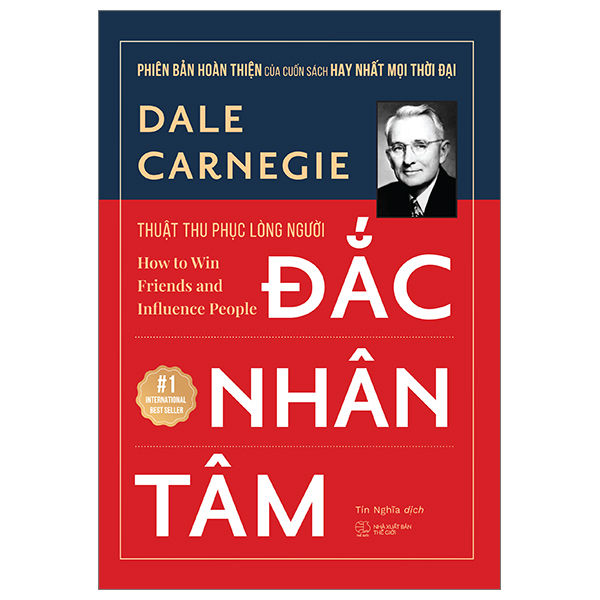 PHIÊN BẢN HOÀN THIỆN CỦA CUỐN SÁCH HAY NHẤT MỌI THỜI ĐẠI
DALE
CARNEGIE
THUẬT THU PHỤC LÒNG NGƯỜI
How to Win
Friends and
Influence People
ĐẮC
#1
INTERNATIONAL
BEST SELLER
NHÂN
TÂM
Tín Nghĩa dịch
NHÀ XUẤT BẢN
THẾ GIỚI